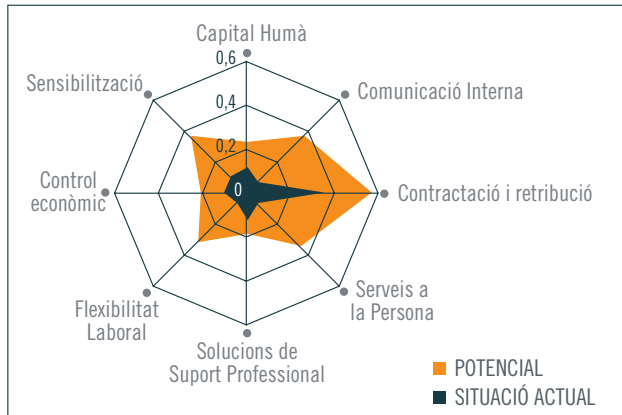 Capital Humà
0,6
Sensibilització
Comunicació Interna
0,4
0,2
Control
econòmic
0
Contractació i retribució
Flexibilitat
Laboral
Serveis a
la Persona
Solucions de
Suport Professional
POTENCIAL
SITUACIÓ ACTUAL